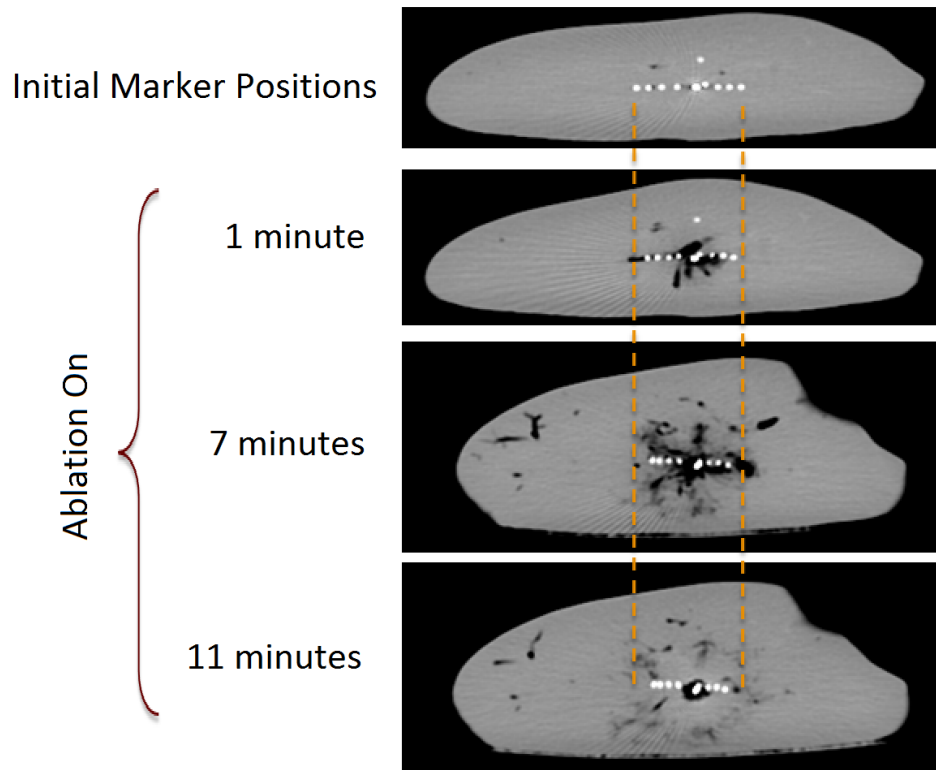 Initial Marker Positions
1 minute
Ablation On
7 minutes
11 minutes